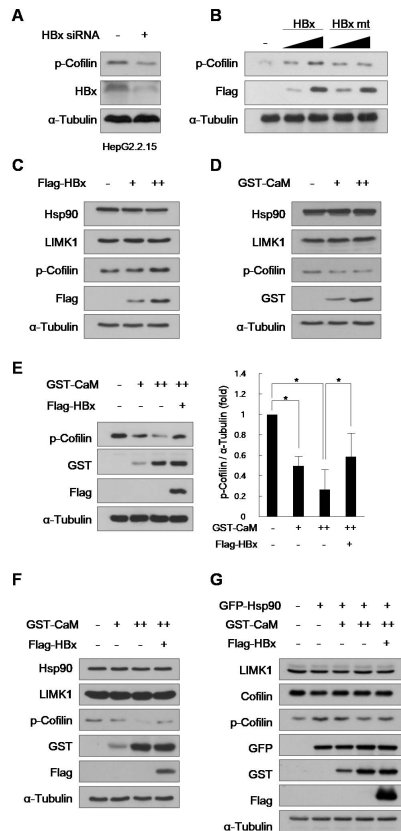 A
HBx siRNA - +
p-Cofilin
HBx
α-Tubulin
HepG2.2.15
B
HBx HBx mt
-
p-Cofilin
Flag
α-Tubulin
C
Flag-HBx - + ++
Hsp90
LIMK1
p-Cofilin
Flag
α-Tubulin
D
GST-CaM - + ++
Hsp90
LIMK1
p-Cofilin
GST
α-Tubulin
E
GST-CaM - + ++ ++
Flag-HBx +
p-Cofilin
GST
Flag
α-Tubulin
p-Cofilin / α-Tubulin (fold)
1.2
1
0.8
0.6
0.4
0.2
0
* * *
GST-CaM - + ++ ++
Flag-HBx - - - +
F
GST-CaM - + ++ ++
Flag-HBx +
Hsp90
LIMK1
p-Cofilin
GST
Flag
α-Tubulin
G
GFP-Hsp90 - + + + +
GST-CaM + ++ ++
Flag-HBx +
LIMK1
Cofilin
p-Cofilin
GFP
GST
Flag
α-Tubulin